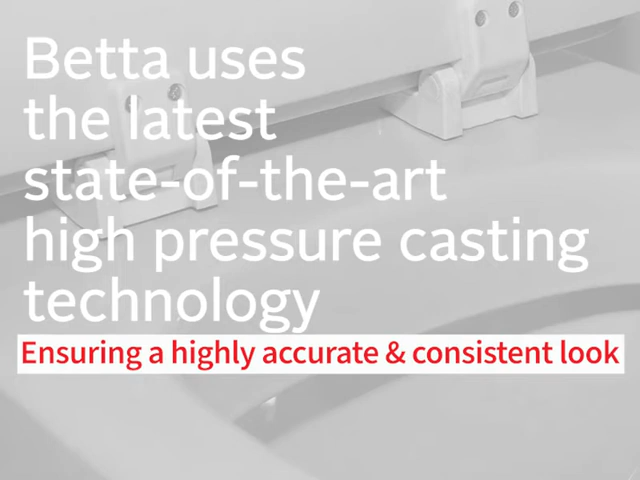 Betta uses
the latest
state-of-the-art
high pressure casting
technology
Ensuring a highly accurate & consistent look